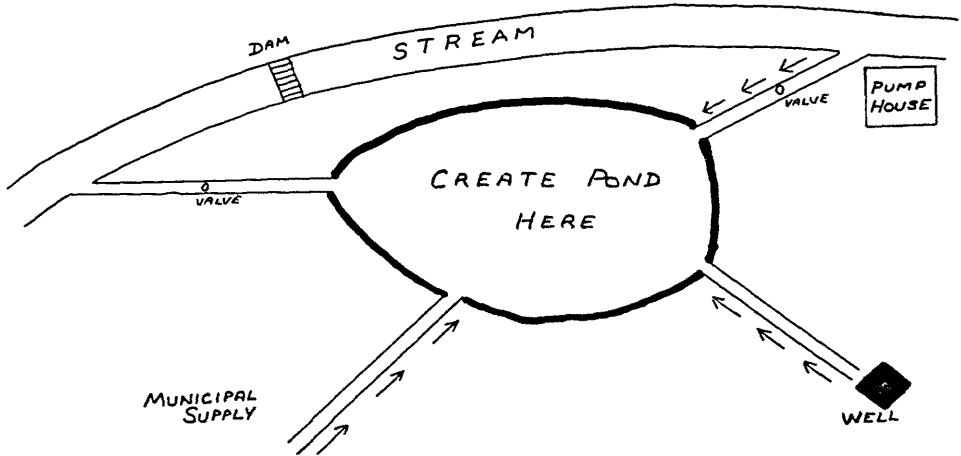 DAM
STREAM
PUMP
HOUSE
VALVE
CREATE POND
HERE
VALVE
MUNICIPAL
SUPPLY
WELL